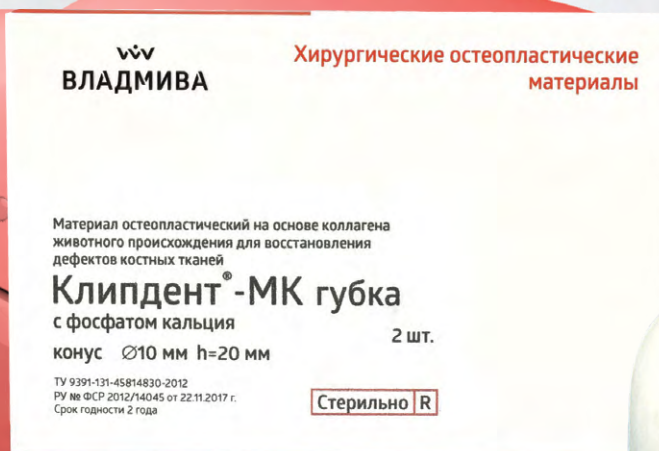 ВЛАДМИВА
Хирургические остеопластические
материалы
Материал остеопластический на основе коллагена
животного происхождения для восстановления
дефектов костных тканей
Клипдент®-МК губка
с фосфатом кальция
2 шт.
конус ∅10 мм h=20 мм
ТУ 9391-131-45814830-2012
РУ № ФСР 2012/14045 от 22.11.2017 г.
Срок годности 2 года
Стерильно R